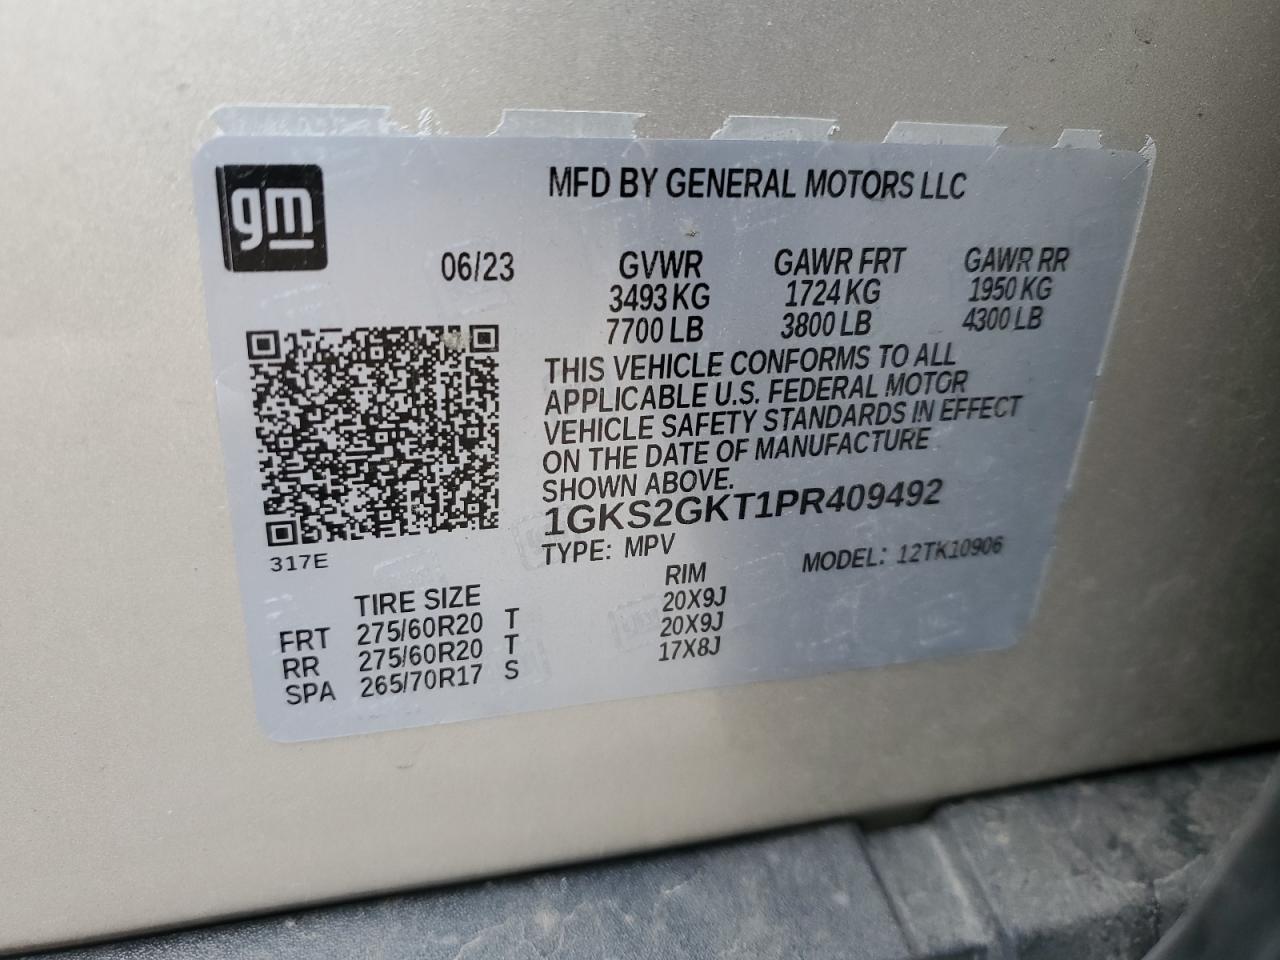 gm
MFD BY GENERAL MOTORS LLC
06/23 GVWR GAWR FRT GAWR RR
3493 KG 1724 KG 1950 KG
7700 LB 3800 LB 4300 LB
THIS VEHICLE CONFORMS TO ALL
APPLICABLE U.S. FEDERAL MOTOR
VEHICLE SAFETY STANDARDS IN EFFECT
ON THE DATE OF MANUFACTURE
SHOWN ABOVE.
1GKS2GKT1PR409492
TYPE: MPV MODEL: 12TK10906
317E
TIRE SIZE RIM
FRT 275/60R20 T 20X9J
RR 275/60R20 T 20X9J
SPA 265/70R17 S 17X8J